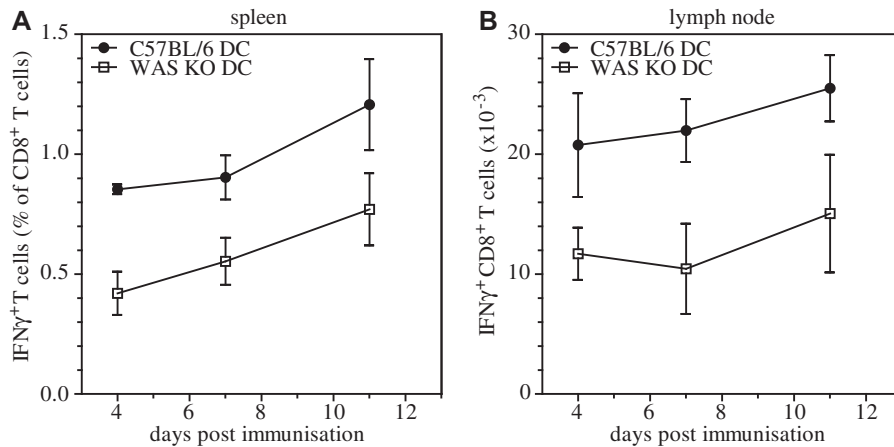 A
spleen
C57BL/6 DC
WAS KO DC
IFNγ⁺T cells (% of CD8⁺ T cells)
1.5
1.0
0.5
0.0
4 6 8 10 12
days post immunisation
B
lymph node
C57BL/6 DC
WAS KO DC
IFNγ⁺ CD8⁺ T cells (x10⁻³)
30
20
10
0
4 6 8 10 12
days post immunisation